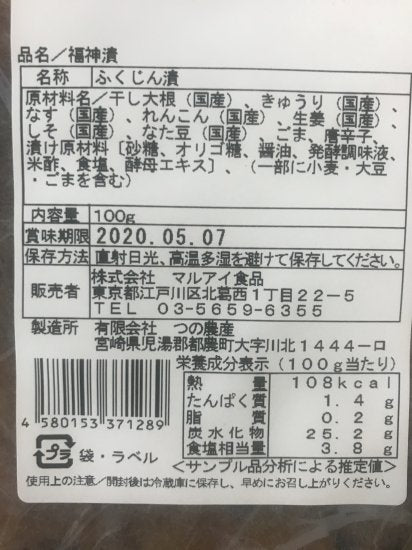 品名／福神漬
名称 ふくじん漬
原材料名／干し大根（国産）、きゅうり（国産）、
なす（国産）、れんこん（国産）、生姜（国産）、
しそ（国産）、なた豆（国産）、ごま、唐辛子、
漬け原材料［砂糖、オリゴ糖、醤油、発酵調味液、
米酢、食塩、酵母エキス］、（一部に小麦・大豆
・ごまを含む）
内容量 100g
賞味期限 2020.05.07
保存方法 直射日光、高温多湿を避けて保存してください。
販売者 株式会社 マルアイ食品
東京都江戸川区北葛西1丁目22－5
TEL 03-5659-6355
製造所 有限会社 つの農産
宮崎県児湯郡都農町大字川北1444－ロ
栄養成分表示（100g当たり）
熱量 108kcal
たんぱく質 1.4g
脂質 0.2g
炭水化物 25.2g
食塩相当量 3.8g
＜サンプル品分析による推定値＞
4 580153 371289
プラ 袋・ラベル
使用上の注意／開封後は冷蔵庫に保存し、早めにお召し上がりください。